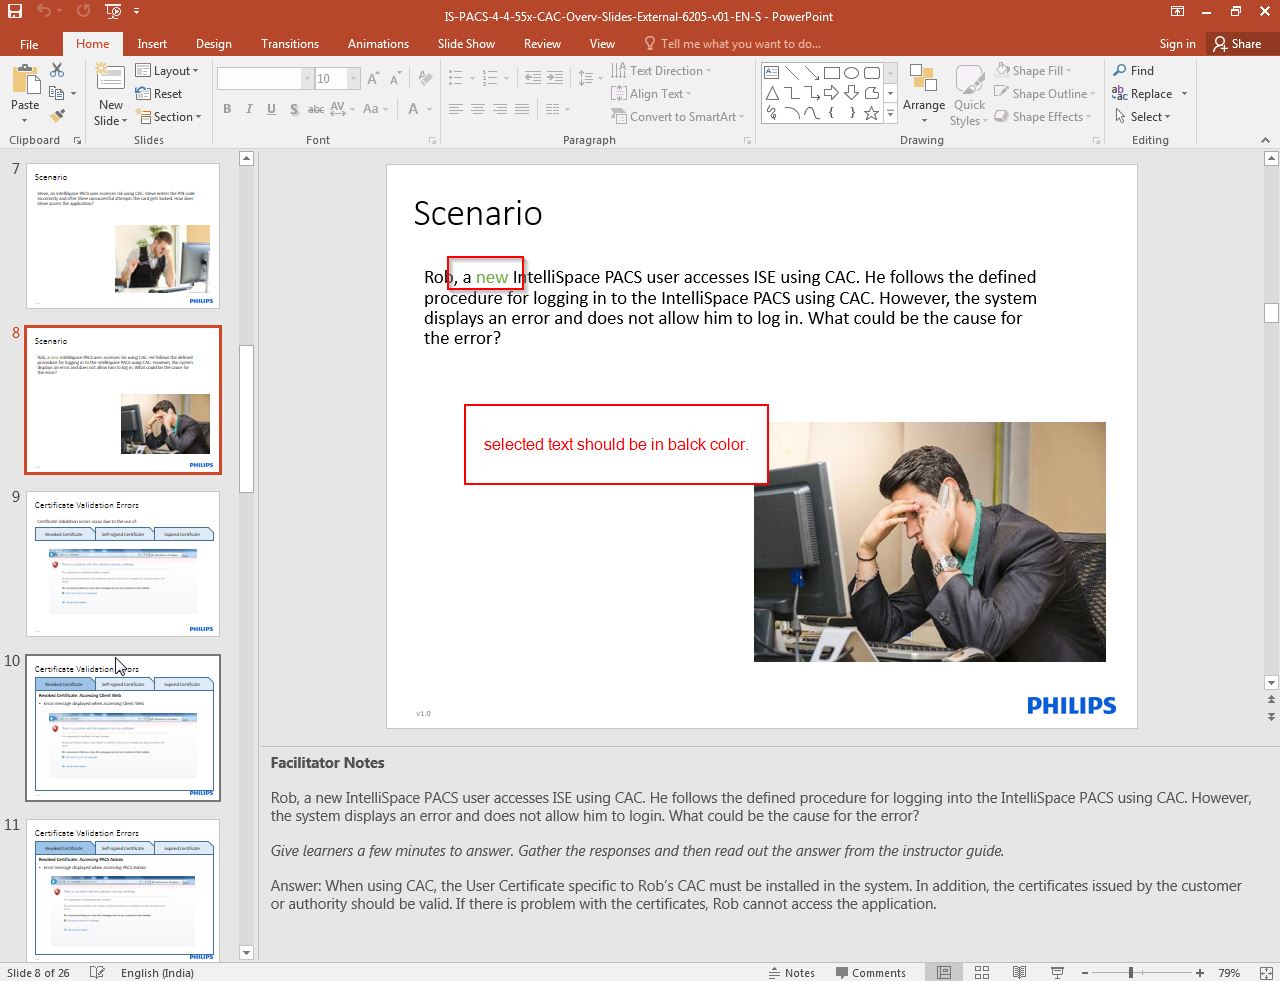 IS-PACS-4-4-55x-CAC-Overv-Slides-External-6205-v01-EN-S - PowerPoint
File Home Insert Design Transitions Animations Slide Show Review View Tell me what you want to do... Sign in Share
Paste
New Slide
Layout
Reset
Section
10
B I U S abc AV Aa A
Text Direction
Align Text
Convert to SmartArt
Arrange
Quick Styles
Shape Fill
Shape Outline
Shape Effects
Find
Replace
Select
Clipboard Slides Font Paragraph Drawing Editing
7
Scenario
Steve, an IntelliSpace PACS user accesses ISE using CAC. Steve enters the PIN code
incorrectly and after three unsuccessful attempts the card gets locked. How does
Steve access the application?
PHILIPS
8
Scenario
Rob, a new IntelliSpace PACS user accesses ISE using CAC. He follows the defined
procedure for logging in to the IntelliSpace PACS using CAC. However, the system
displays an error and does not allow him to log in. What could be the cause for
the error?
PHILIPS
9
Certificate Validation Errors
Certificate Validation Errors occur due to the use of:
Revoked Certificate Self-signed Certificate Expired Certificate
PHILIPS
10
Certificate Validation Errors
Revoked Certificate Self-signed Certificate Expired Certificate
Revoked Certificate: Accessing Client Web
• Error message displayed when accessing Client Web
PHILIPS
11
Certificate Validation Errors
Revoked Certificate Self-signed Certificate Expired Certificate
Revoked Certificate: Accessing PACS Admin
• Error message displayed when accessing PACS Admin
PHILIPS
Scenario
Rob, a new IntelliSpace PACS user accesses ISE using CAC. He follows the defined
procedure for logging in to the IntelliSpace PACS using CAC. However, the system
displays an error and does not allow him to log in. What could be the cause for
the error?
selected text should be in balck color.
v1.0
PHILIPS
Facilitator Notes
Rob, a new IntelliSpace PACS user accesses ISE using CAC. He follows the defined procedure for logging into the IntelliSpace PACS using CAC. However,
the system displays an error and does not allow him to login. What could be the cause for the error?
Give learners a few minutes to answer. Gather the responses and then read out the answer from the instructor guide.
Answer: When using CAC, the User Certificate specific to Rob's CAC must be installed in the system. In addition, the certificates issued by the customer
or authority should be valid. If there is problem with the certificates, Rob cannot access the application.
Slide 8 of 26 English (India) Notes Comments 79%